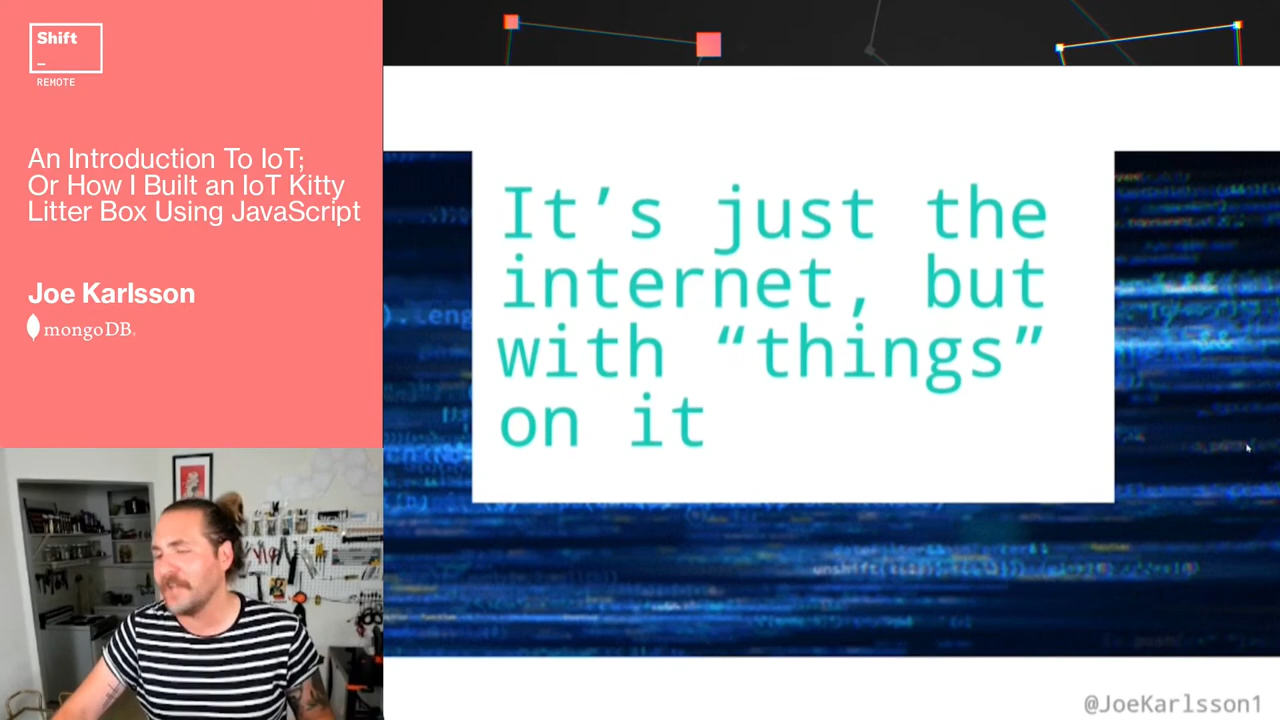 Shift
_
REMOTE
An Introduction To IoT;
Or How I Built an IoT Kitty
Litter Box Using JavaScript
Joe Karlsson
mongoDB.
It’s just the
internet, but
with “things”
on it
@JoeKarlsson1